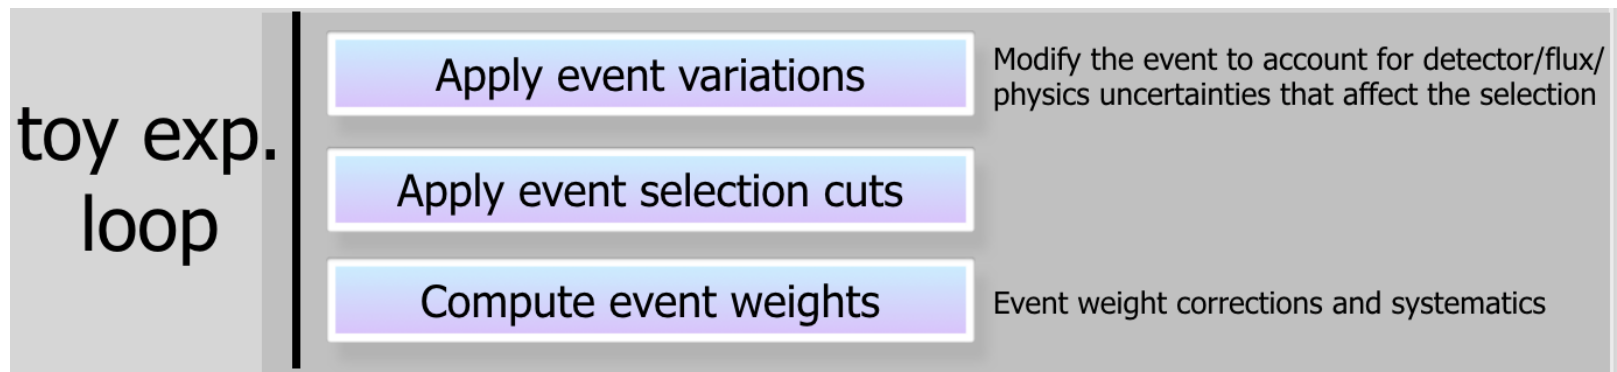 toy exp.
loop
Apply event variations
Modify the event to account for detector/flux/
physics uncertainties that affect the selection
Apply event selection cuts
Compute event weights
Event weight corrections and systematics